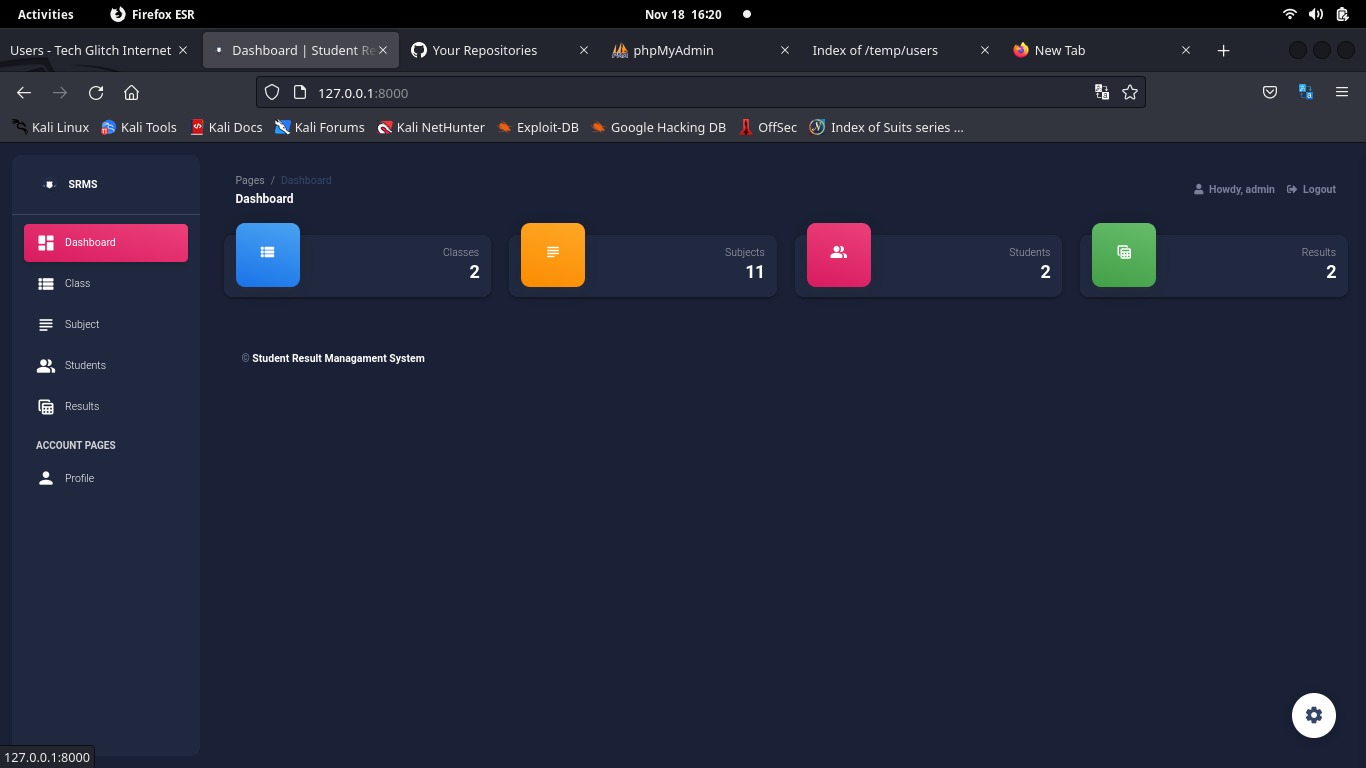 Activities Firefox ESR Nov 18 16:20
Users - Tech Glitch Internet Dashboard | Student Re Your Repositories phpMyAdmin Index of /temp/users New Tab
127.0.0.1:8000
Kali Linux Kali Tools Kali Docs Kali Forums Kali NetHunter Exploit-DB Google Hacking DB OffSec Index of Suits series ...
SRMS
Dashboard
Class
Subject
Students
Results
ACCOUNT PAGES
Profile
Pages / Dashboard
Dashboard
Howdy, admin Logout
Classes
2
Subjects
11
Students
2
Results
2
© Student Result Managament System
127.0.0.1:8000